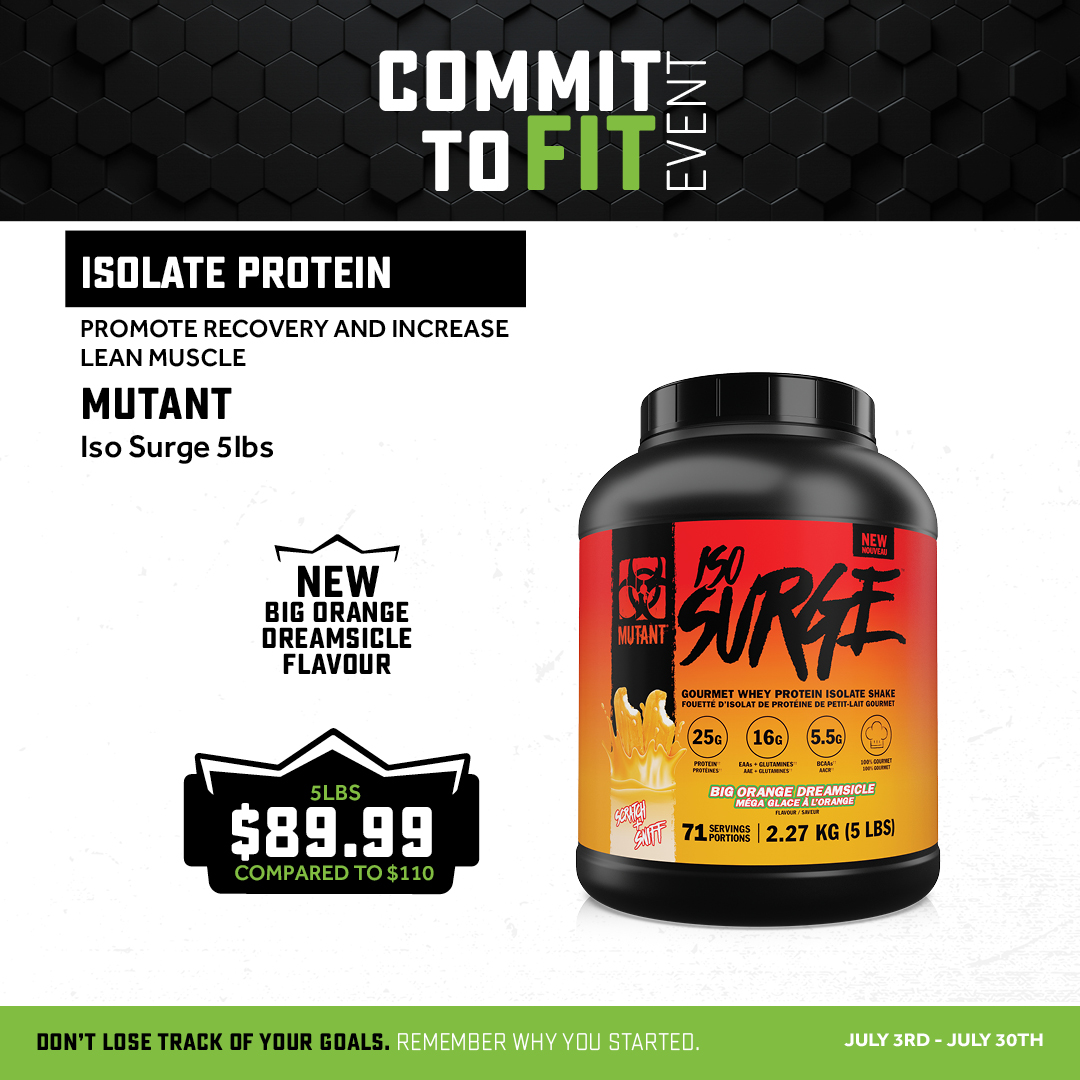 COMMIT
TO FIT
EVENT
ISOLATE PROTEIN
PROMOTE RECOVERY AND INCREASE
LEAN MUSCLE
MUTANT
Iso Surge 5lbs
NEW
BIG ORANGE
DREAMSICLE
FLAVOUR
5LBS
$89.99
COMPARED TO $110
NEW
NOUVEAU
ISO
SURGE
MUTANT
GOURMET WHEY PROTEIN ISOLATE SHAKE
FOUETTÉ D'ISOLAT DE PROTÉINE DE PETIT-LAIT GOURMET
25G
PROTEIN
PROTÉINES
16G
EAAs + GLUTAMINES
AAE + GLUTAMINES
5.5G
BCAAs
AACR
100% GOURMET
100% GOURMET
BIG ORANGE DREAMSICLE
MÉGA GLACE À L'ORANGE
FLAVOUR / SAVEUR
SCRATCH
SNIFF
71 SERVINGS
PORTIONS
2.27 KG (5 LBS)
DON'T LOSE TRACK OF YOUR GOALS. REMEMBER WHY YOU STARTED.
JULY 3RD - JULY 30TH